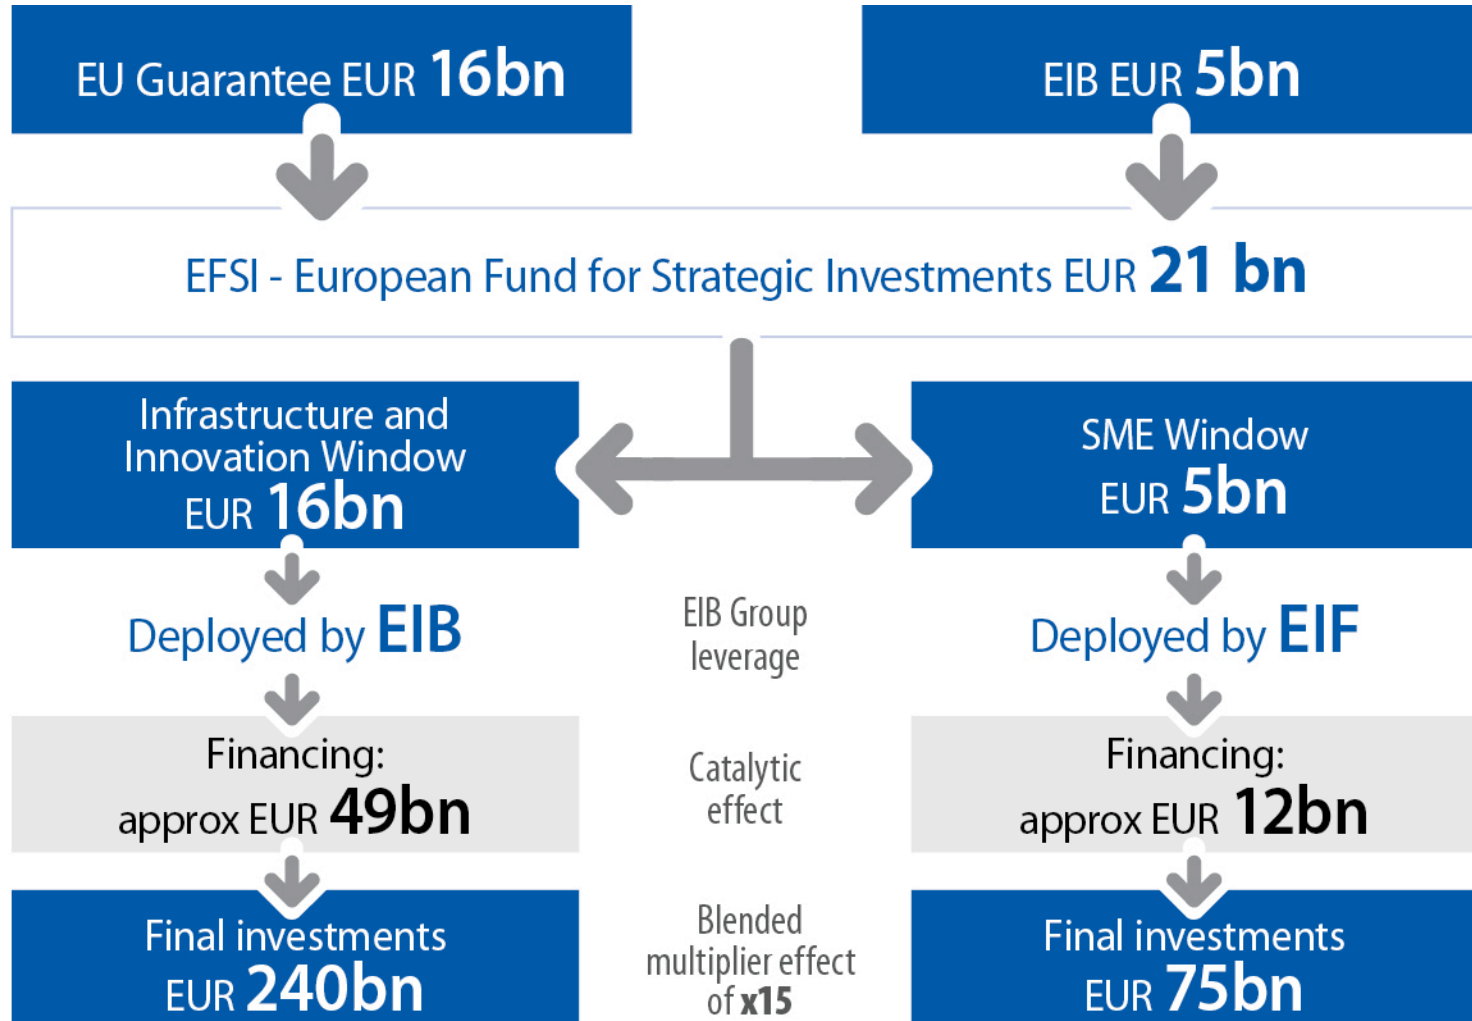 EU Guarantee EUR 16bn
EIB EUR 5bn
EFSI - European Fund for Strategic Investments EUR 21 bn
Infrastructure and
Innovation Window
EUR 16bn
SME Window
EUR 5bn
Deployed by EIB
EIB Group
leverage
Deployed by EIF
Financing:
approx EUR 49bn
Catalytic
effect
Financing:
approx EUR 12bn
Final investments
EUR 240bn
Blended
multiplier effect
of x15
Final investments
EUR 75bn